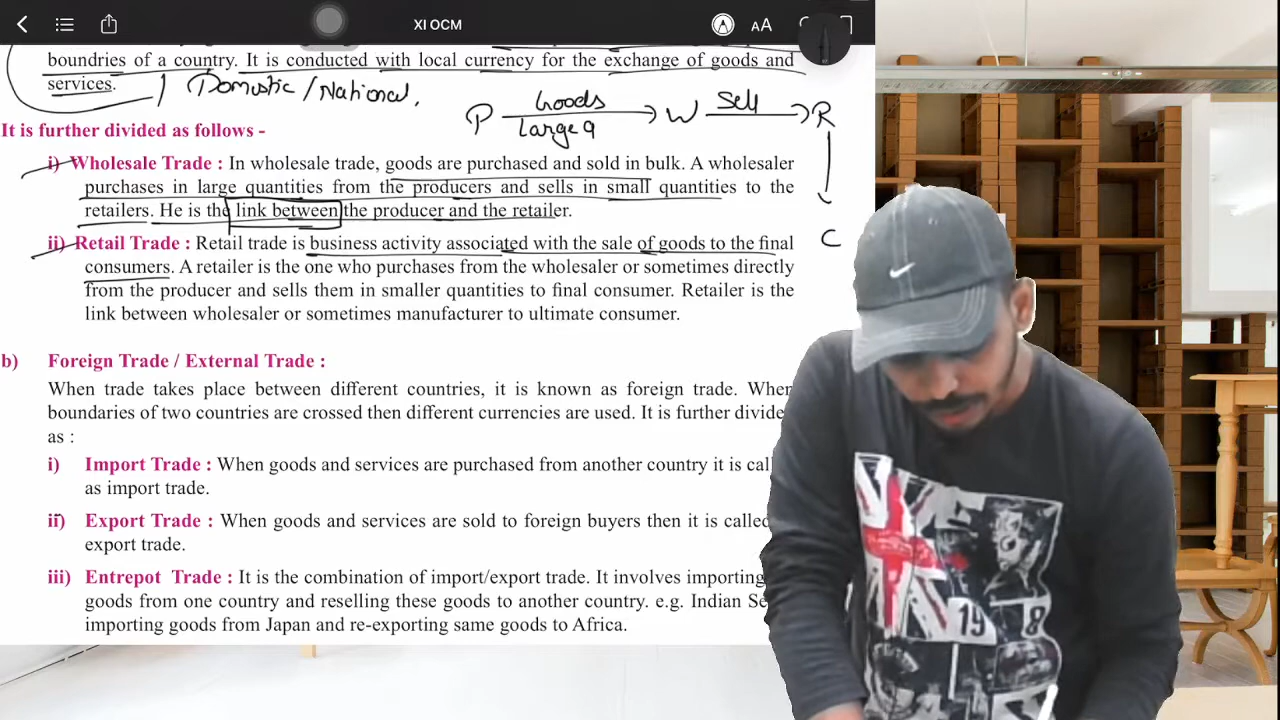 XI OCM
AA
boundries of a country. It is conducted with local currency for the exchange of goods and
services.
Domestic / National.
P Goods Large q W Sell R
C
It is further divided as follows -
i) Wholesale Trade : In wholesale trade, goods are purchased and sold in bulk. A wholesaler
purchases in large quantities from the producers and sells in small quantities to the
retailers. He is the link between the producer and the retailer.
ii) Retail Trade : Retail trade is business activity associated with the sale of goods to the final
consumers. A retailer is the one who purchases from the wholesaler or sometimes directly
from the producer and sells them in smaller quantities to final consumer. Retailer is the
link between wholesaler or sometimes manufacturer to ultimate consumer.
b) Foreign Trade / External Trade :
When trade takes place between different countries, it is known as foreign trade. When
boundaries of two countries are crossed then different currencies are used. It is further divide
as :
i) Import Trade : When goods and services are purchased from another country it is cal
as import trade.
ii) Export Trade : When goods and services are sold to foreign buyers then it is called
export trade.
iii) Entrepot Trade : It is the combination of import/export trade. It involves importing
goods from one country and reselling these goods to another country. e.g. Indian Se
importing goods from Japan and re-exporting same goods to Africa.
19 8